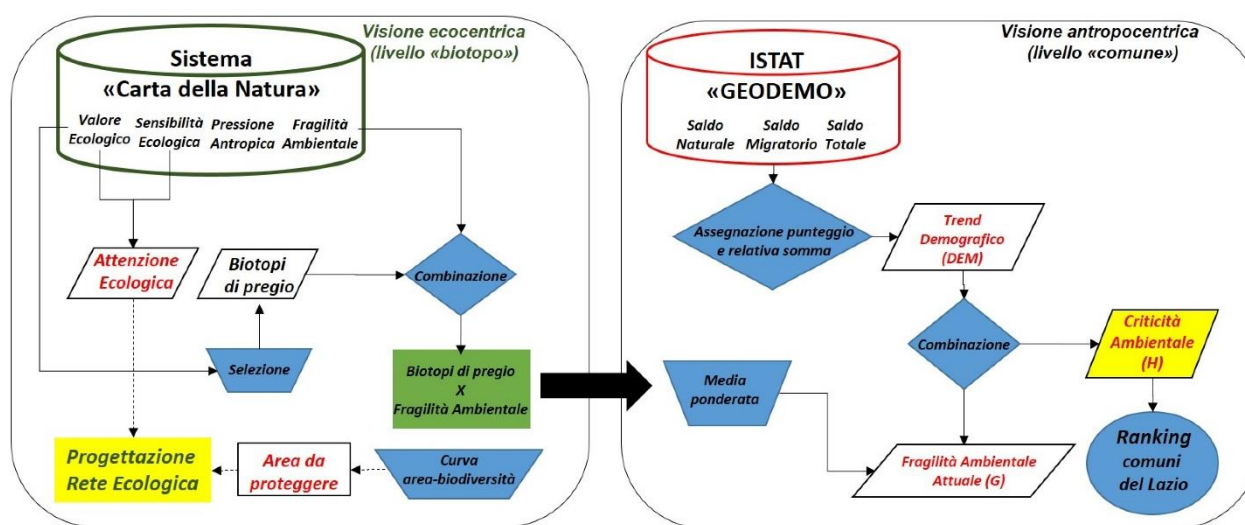 Visione ecocentrica
(livello «biotopo»)
Sistema
«Carta della Natura»
Valore
Ecologico
Sensibilità
Ecologica
Pressione
Antropica
Fragilità
Ambientale
Attenzione
Ecologica
Biotopi
di pregio
Combinazione
Selezione
Biotopi di pregio
X
Fragilità Ambientale
Progettazione
Rete Ecologica
Area da
proteggere
Curva
area-biodiversità
Visione antropocentrica
(livello «comune»)
ISTAT
«GEODEMO»
Saldo
Naturale
Saldo
Migratorio
Saldo
Totale
Assegnazione punteggio
e relativa somma
Trend
Demografico
(DEM)
Combinazione
Criticità
Ambientale
(H)
Media
ponderata
Fragilità Ambientale
Attuale (G)
Ranking
comuni
del Lazio